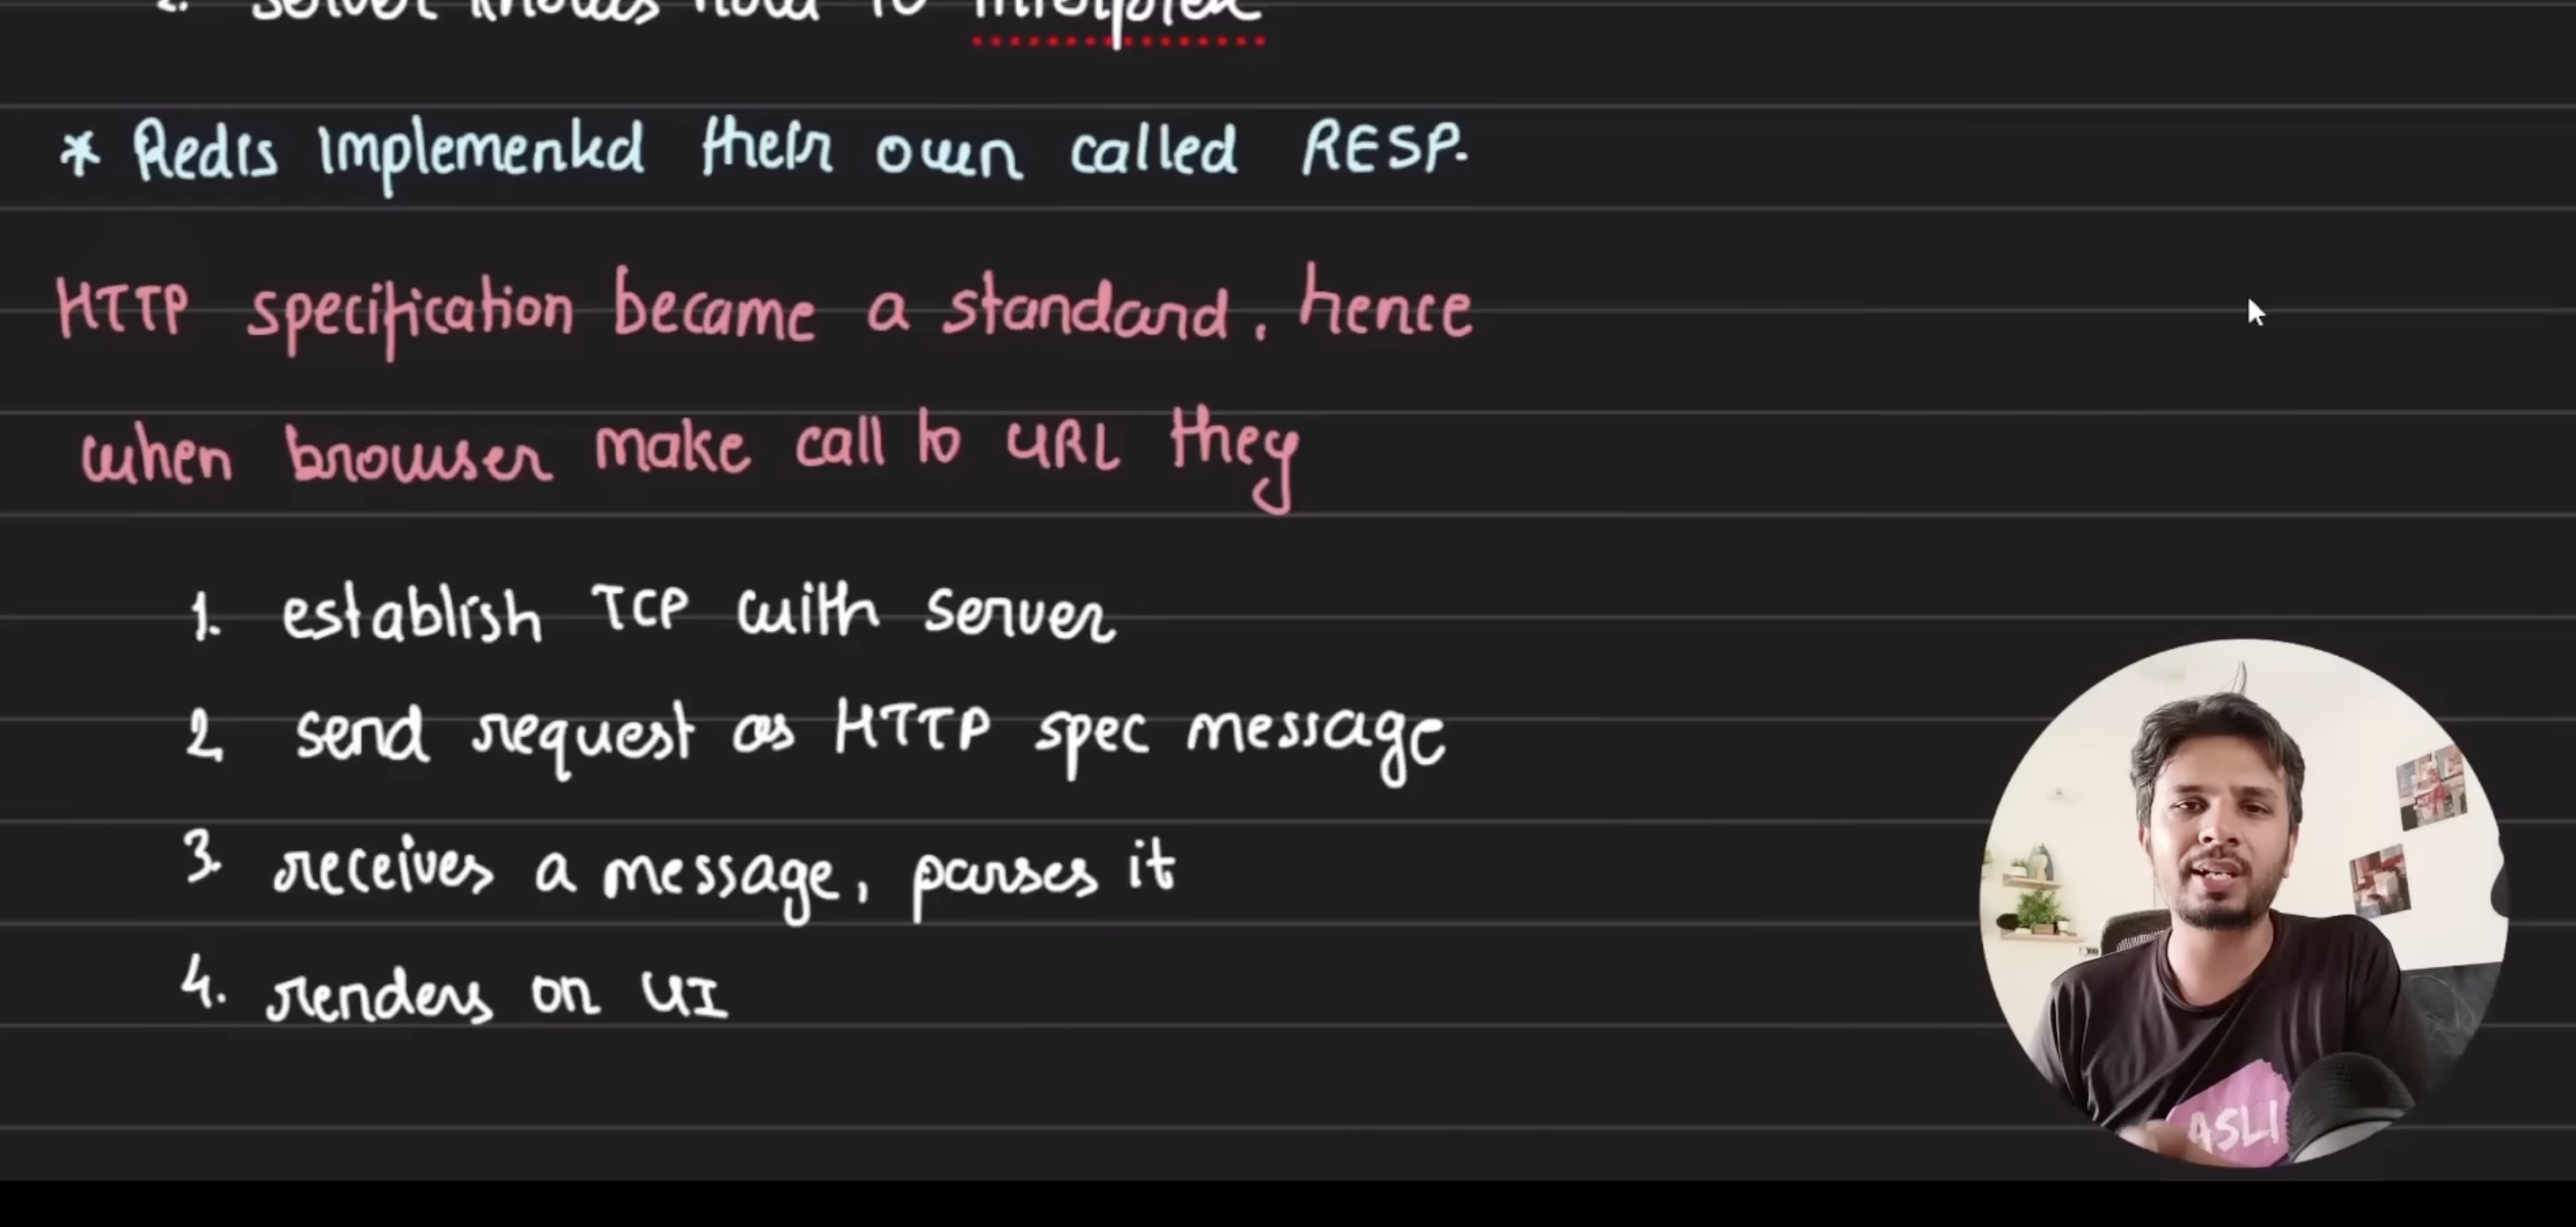 2. server knows how to interpret
* Redis implemented their own called RESP.
HTTP specification became a standard, hence
when browser make call to URL they
1. establish TCP with server
2. send request as HTTP spec message
3. receives a message, parses it
4. renders on UI
ASLI